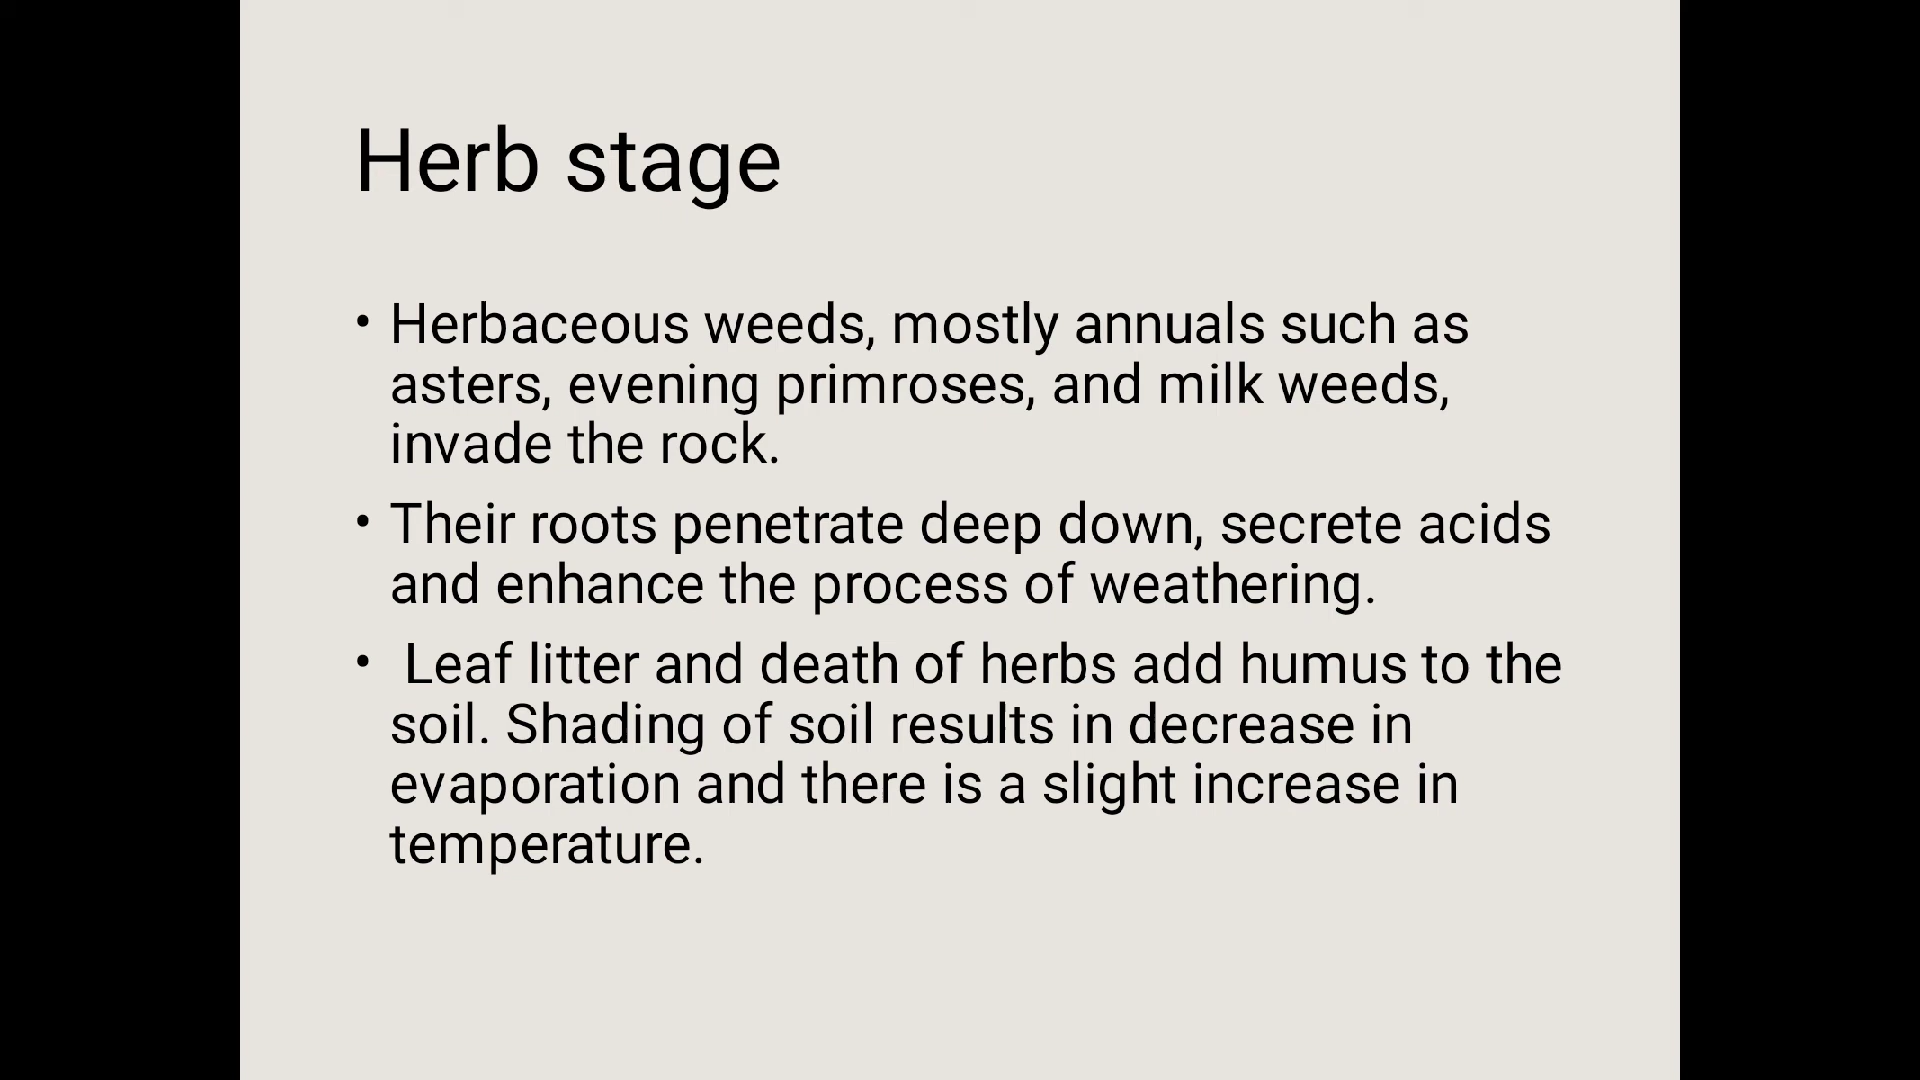 Herb stage
• Herbaceous weeds, mostly annuals such as
asters, evening primroses, and milk weeds,
invade the rock.
• Their roots penetrate deep down, secrete acids
and enhance the process of weathering.
• Leaf litter and death of herbs add humus to the
soil. Shading of soil results in decrease in
evaporation and there is a slight increase in
temperature.